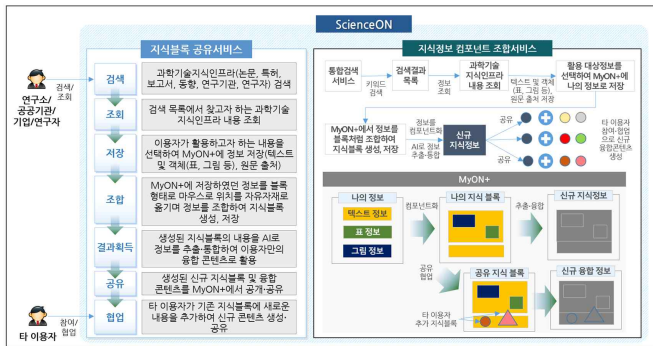 ScienceON
지식블록 공유서비스
연구소/
공공기관/
기업/연구자
검색/
조회
검색
과학기술지식인프라(논문, 특허,
보고서, 동향, 연구기관, 연구자) 검색
조회
검색 목록에서 찾고자 하는 과학기술
지식인프라 내용 조회
저장
이용자가 활용하고자 하는 내용을
선택하여 MyON+에 정보 저장(텍스트
및 객체(표, 그림 등), 원문 출처)
조합
MyON+에 저장하였던 정보를 블록
형태로 마우스로 위치를 자유자재로
옮기며 정보를 조합하여 지식블록
생성, 저장
결과획득
생성된 지식블록의 내용을 AI로
정보를 추출·통합하여 이용자만의
융합 콘텐츠로 활용
공유
생성된 신규 지식블록 및 융합
콘텐츠를 MyON+에서 공개·공유
타 이용자
참여/
협업
협업
타 이용자가 기존 지식블록에 새로운
내용을 추가하여 신규 콘텐츠 생성·
공유
지식정보 컴포넌트 조합서비스
통합검색
서비스
키워드
검색
검색결과
목록
정보
조회
과학기술
지식인프라
내용 조회
텍스트 및 객체
(표, 그림 등),
원문 출처 저장
활용 대상정보를
선택하여 MyON+에
나의 정보로 저장
MyON+에서 정보를
블록처럼 조합하여
지식블록 생성, 저장
정보를
컴포넌트화
AI로 정보
추출·통합
신규
지식정보
공유
공유
타 이용자
참여·협업
으로 신규
융합콘텐츠
생성
MyON+
나의 정보
텍스트 정보
표 정보
그림 정보
컴포넌트화
나의 지식 블록
추출·융합
신규 지식정보
공유
협업
공유 지식 블록
신규 융합 정보
타 이용자
추가 지식블록